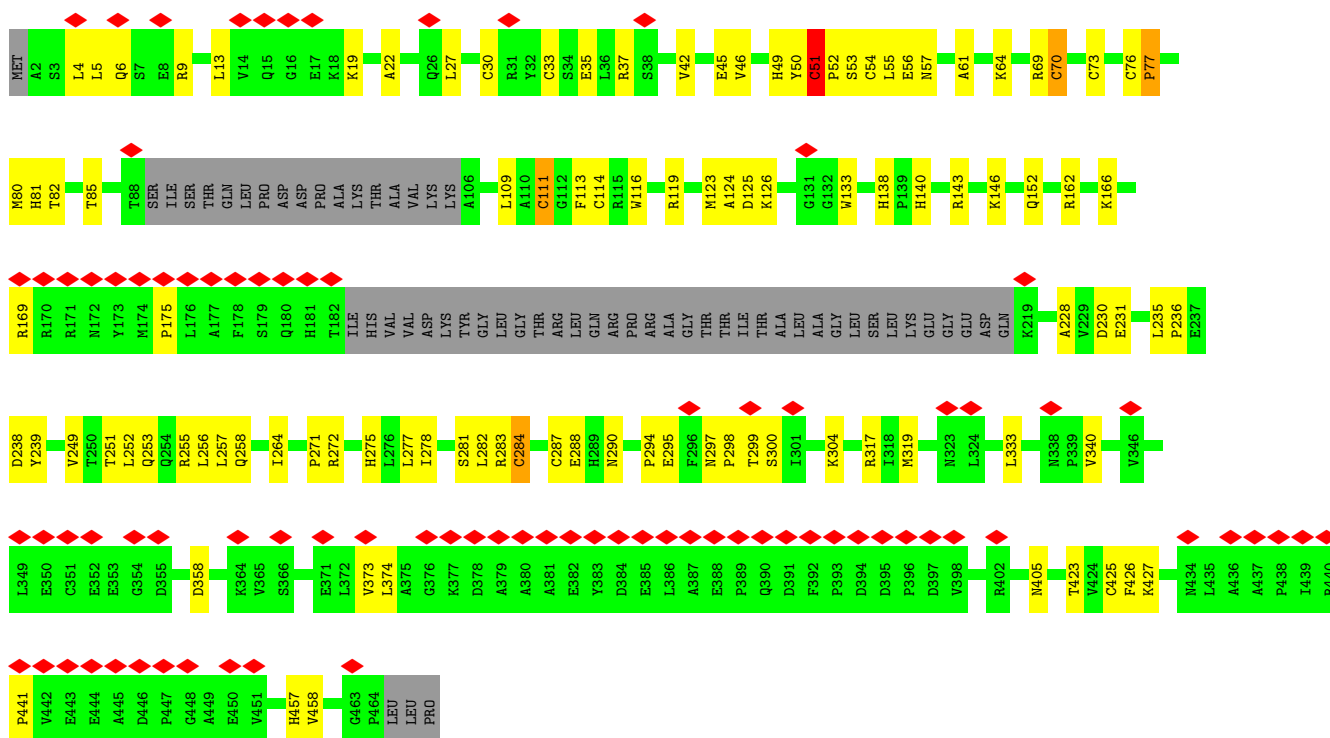 MET A2 S3 L4 L5 Q6 S7 E8 R9 L13 V14 Q15 G16 E17 K18 K19 A22 Q26 L27 C30 R31 Y32 C33 S34 E35 L36 R37 S38 V42 E45 V46 H49 Y50 C51 P52 S53 C54 L55 E56 N57 A61 K64 R69 C70 C73 C76 P77
M80 H81 T82 T85 T88 SER ILE SER THR GLN LEU PRO ASP ASP PRO ALA LYS THR ALA VAL LYS LYS A106 L109 A110 C111 G112 F113 C114 R115 W116 R119 M123 A124 D125 K126 G131 G132 W133 H138 P139 H140 R143 K146 Q152 R162 K166
R169 R170 R171 N172 Y173 M174 P175 L176 A177 F178 S179 Q180 H181 T182 ILE HIS VAL VAL ASP LYS TYR GLY LEU GLY THR ARG LEU GLN ARG PRO ARG ALA GLY THR THR ILE THR ALA LEU ALA GLY LEU SER LEU LYS GLU GLY GLU ASP GLN K219 A228 V229 D230 E231 L235 P236 E237
D238 Y239 V249 T250 T251 L252 Q253 Q254 R255 L256 L257 Q258 I264 P271 R272 H275 L276 L277 I278 S281 L282 R283 C284 C287 E288 H289 N290 P294 E295 F296 N297 P298 T299 S300 I301 K304 R317 I318 M319 N323 L324 L333 N338 P339 V340 V346
L349 E350 C351 E352 E353 G354 D355 D358 K364 V365 S366 E371 L372 V373 L374 A375 G376 K377 D378 A379 A380 A381 E382 Y383 D384 E385 L386 A387 E388 P389 Q390 D391 F392 P393 D394 D395 P396 D397 V398 R402 N405 T423 V424 C425 F426 K427 N434 L435 A436 A437 P438 I439
P441 V442 E443 E444 A445 D446 P447 G448 A449 E450 V451 H457 V458 G463 P464 LEU LEU PRO